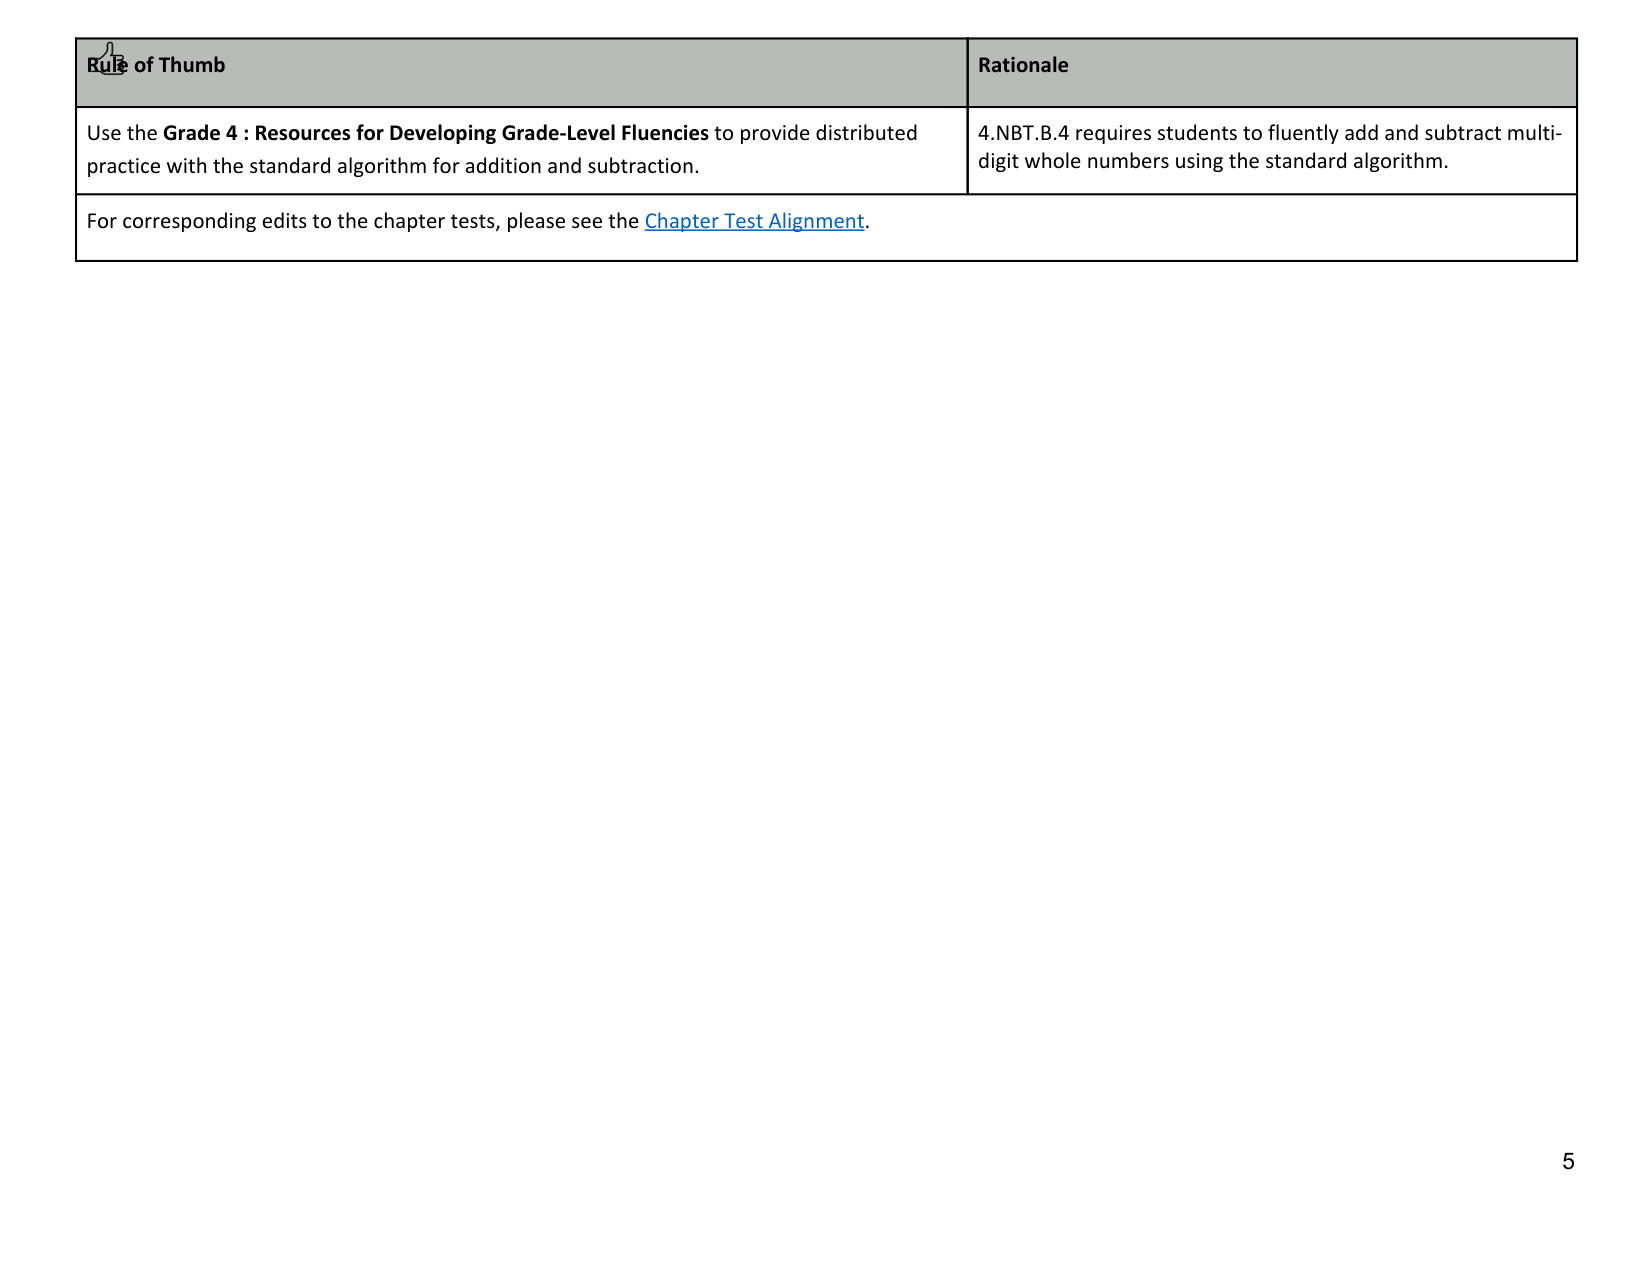 Rule of Thumb
Rationale
Use the Grade 4 : Resources for Developing Grade-Level Fluencies to provide distributed
practice with the standard algorithm for addition and subtraction.
4.NBT.B.4 requires students to fluently add and subtract multi-
digit whole numbers using the standard algorithm.
For corresponding edits to the chapter tests, please see the Chapter Test Alignment.
5